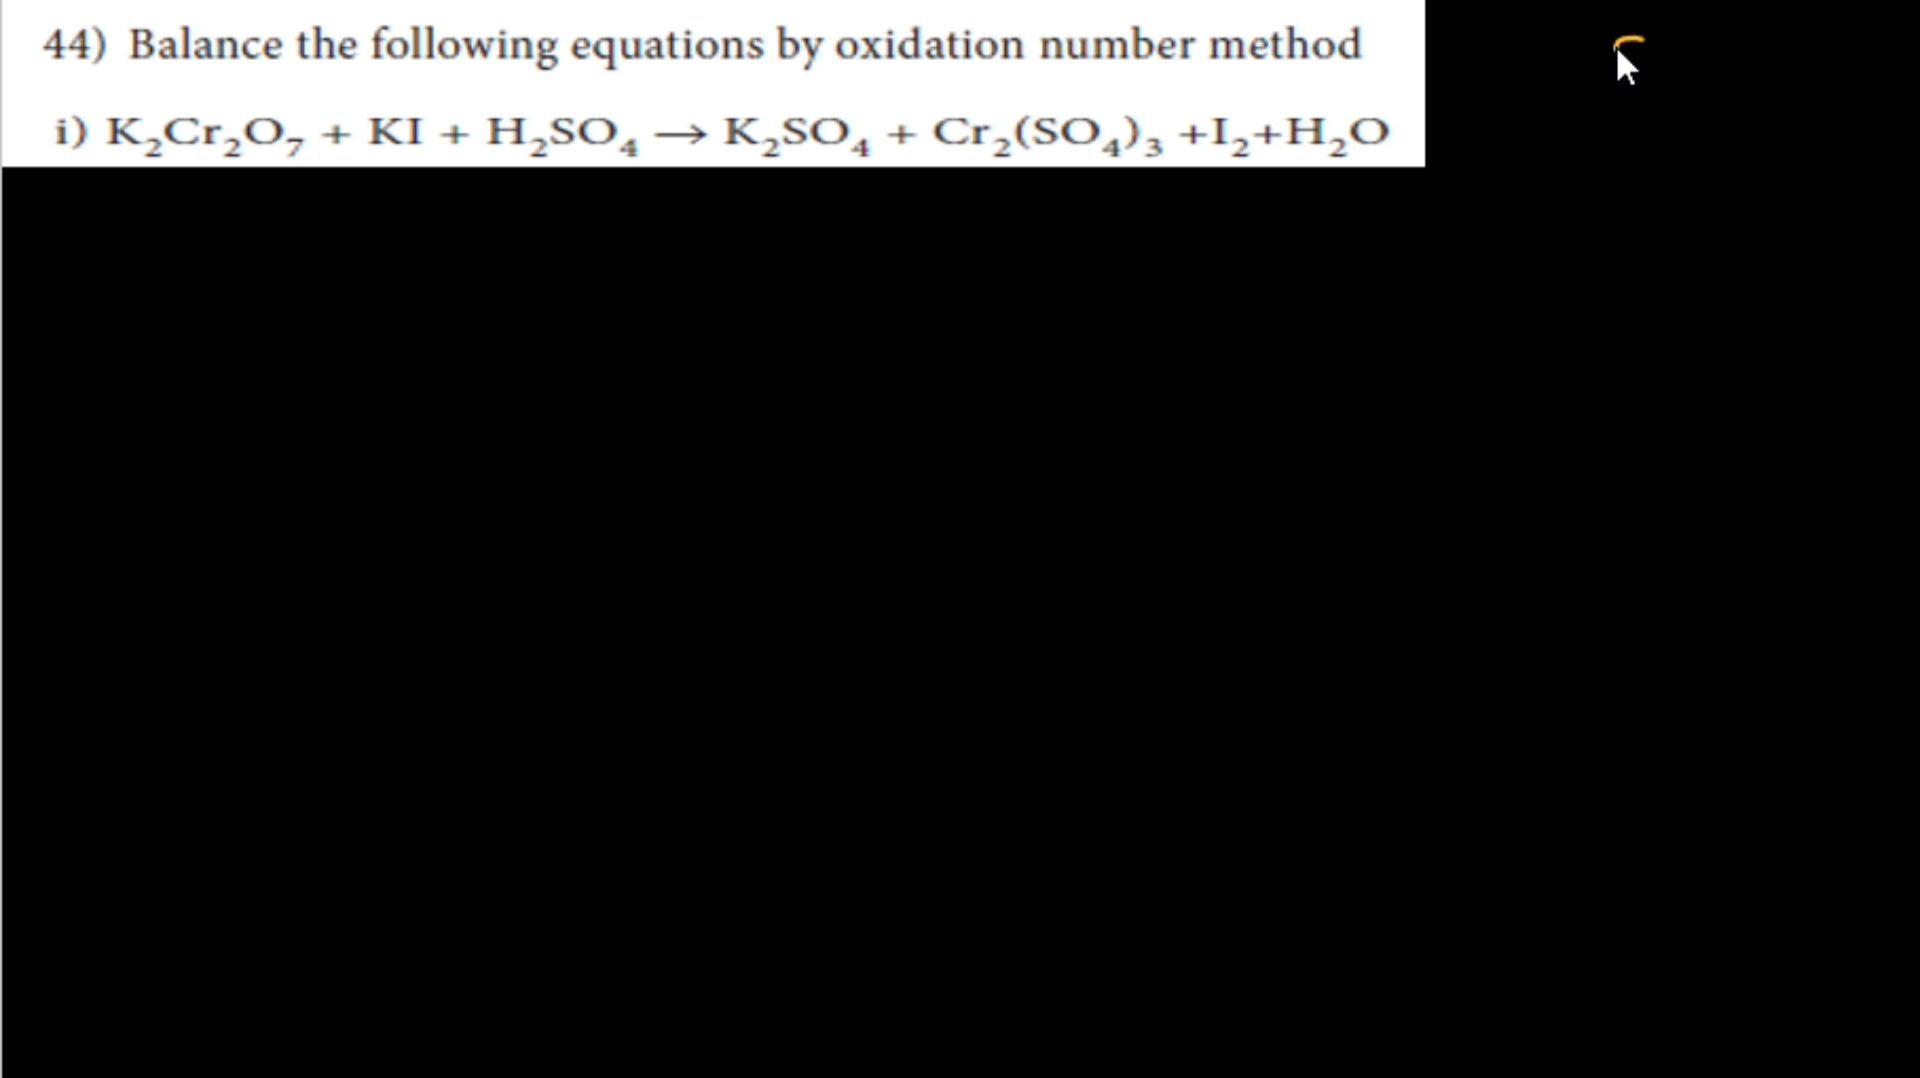 44) Balance the following equations by oxidation number method
i) K₂Cr₂O₇ + KI + H₂SO₄ → K₂SO₄ + Cr₂(SO₄)₃ +I₂+H₂O